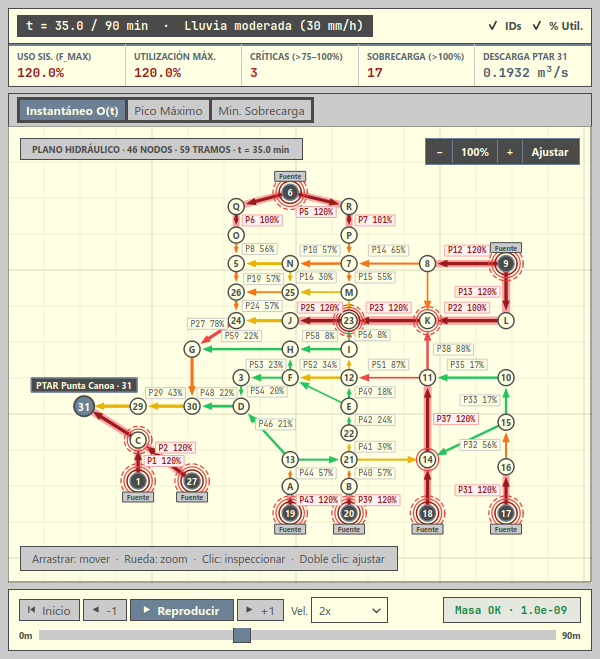 t = 35.0 / 90 min · Lluvia moderada (30 mm/h)
✓ IDs ✓ % Util.
USO SIS. (F_MAX)
120.0%
UTILIZACIÓN MÁX.
120.0%
CRÍTICAS (>75–100%)
3
SOBRECARGA (>100%)
17
DESCARGA PTAR 31
0.1932 m³/s
Instantáneo O(t) Pico Máximo Min. Sobrecarga
PLANO HIDRÁULICO · 46 NODOS · 59 TRAMOS · t = 35.0 min
− 100% + Ajustar
Fuente
6
Q P5 120% R
P6 100% P7 101%
O P
P8 56% P10 57% P14 65% P12 120% Fuente
S N 7 8 9
P19 57% P16 30% P15 55%
26 25 M P13 120%
P24 57% P25 120% P23 120% P22 100%
P27 78% 24 J 23 K L
P59 22% P58 8% P56 8%
G H I P38 88%
P53 23% P52 34% P51 87% P35 17%
PTAR Punta Canoa · 31 3 F 12 11 10
P29 43% P48 22% P54 20% P49 18% P33 17%
31 29 30 D E
P46 21% P42 24% P37 120% 15
C 22 P32 56%
P2 120% P41 39%
P1 120% 13 21 14 16
P44 57% P40 57%
1 27 A B P31 120%
Fuente Fuente P43 120% P39 120%
19 20 18 17
Fuente Fuente Fuente Fuente
Arrastrar: mover · Rueda: zoom · Clic: inspeccionar · Doble clic: ajustar
Inicio -1 Reproducir +1 Vel. 2x Masa OK · 1.0e-09
0m 90m